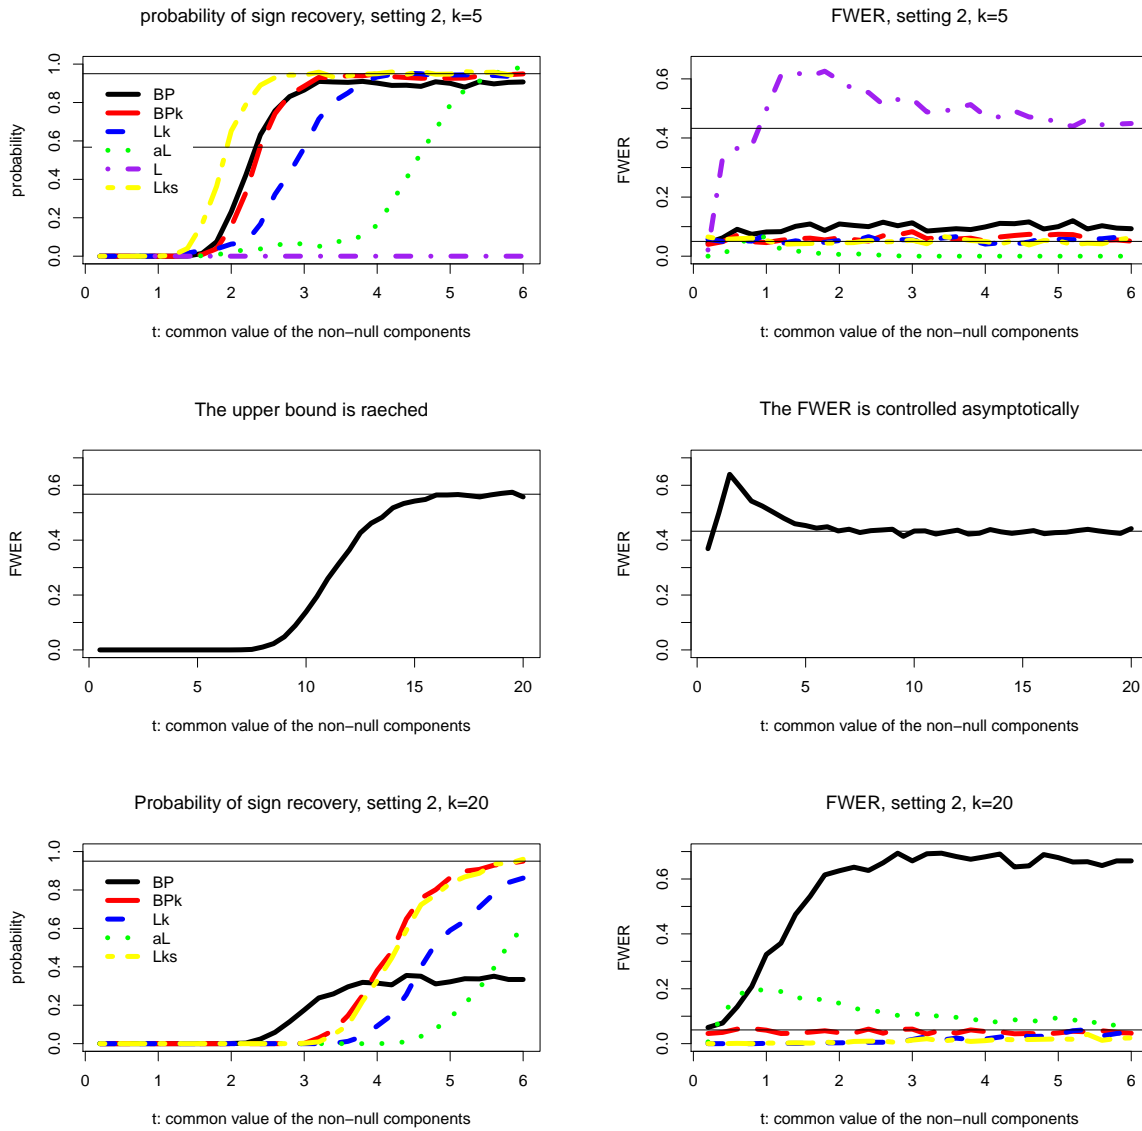 probability of sign recovery, setting 2, k=5
probability
0.0 0.2 0.4 0.6 0.8 1.0
BP
BPk
Lk
aL
L
Lks
0 1 2 3 4 5 6
t: common value of the non−null components
FWER, setting 2, k=5
FWER
0.0 0.2 0.4 0.6
0 1 2 3 4 5 6
t: common value of the non−null components
The upper bound is raeched
FWER
0.0 0.2 0.4 0.6
0 5 10 15 20
t: common value of the non−null components
The FWER is controlled asymptotically
FWER
0.0 0.2 0.4 0.6
0 5 10 15 20
t: common value of the non−null components
Probability of sign recovery, setting 2, k=20
probability
0.0 0.2 0.4 0.6 0.8 1.0
BP
BPk
Lk
aL
Lks
0 1 2 3 4 5 6
t: common value of the non−null components
FWER, setting 2, k=20
FWER
0.0 0.2 0.4 0.6
0 1 2 3 4 5 6
t: common value of the non−null components